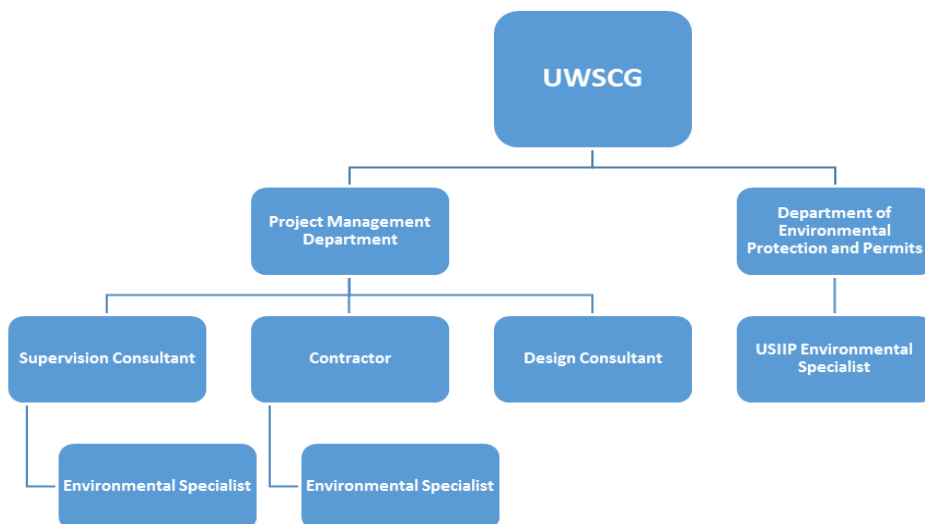 UWSCG
Project Management
Department
Department of
Environmental
Protection and Permits
Supervision Consultant
Contractor
Design Consultant
USIIP Environmental
Specialist
Environmental Specialist
Environmental Specialist